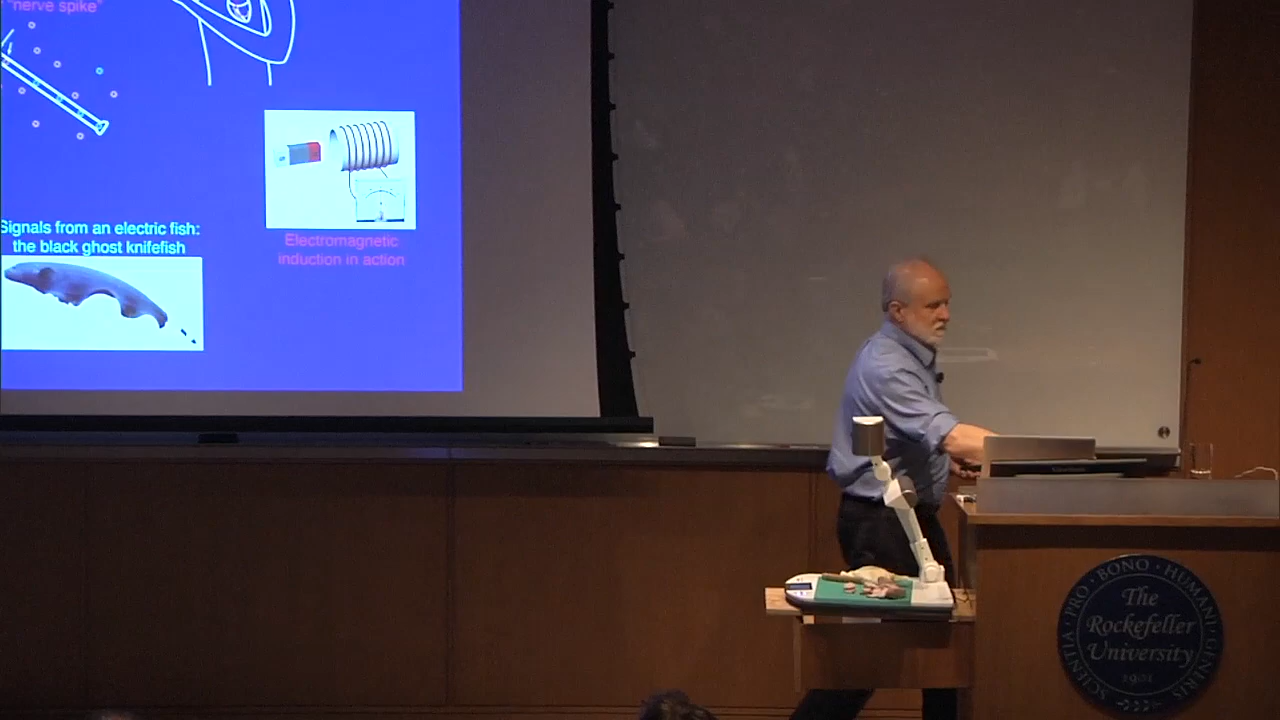 "nerve spike"
Signals from an electric fish:
the black ghost knifefish
Electromagnetic
induction in action
PRO · BONO · HUMANI · GENERIS · SCIENTIA
The
Rockefeller
University
1901